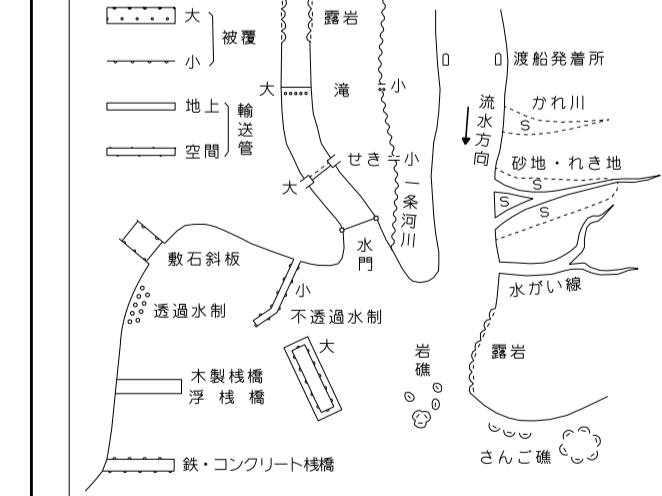 大
被覆
小
地上
輸送管
空間
露岩
大
滝
小
大
せき
小
一条河川
水門
渡船発着所
流水方向
かれ川
S
砂地・れき地
S
S
S
水がい線
敷石斜板
透過水制
小
不透過水制
大
木製桟橋
浮桟橋
岩礁
露岩
さんご礁
鉄・コンクリート桟橋